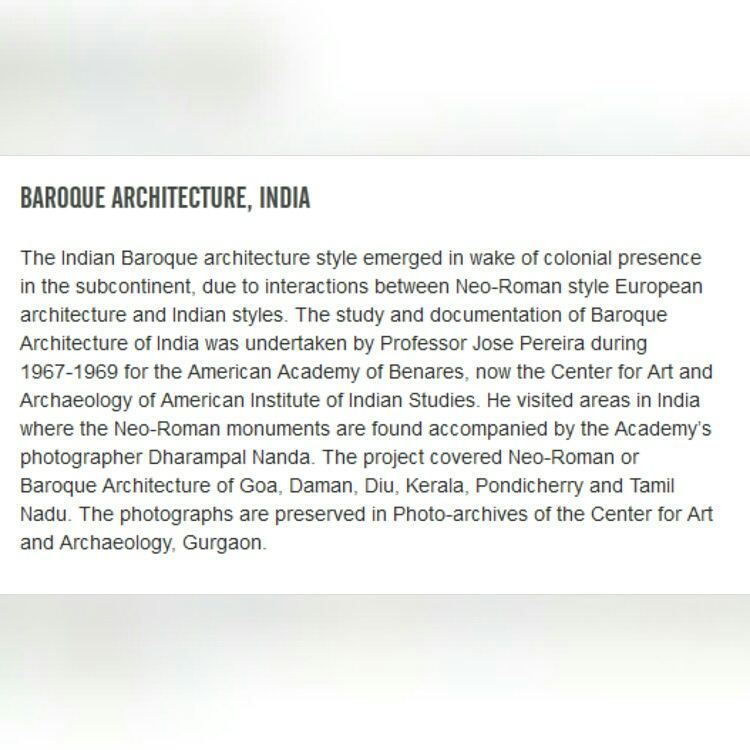 BAROQUE ARCHITECTURE, INDIA
The Indian Baroque architecture style emerged in wake of colonial presence
in the subcontinent, due to interactions between Neo-Roman style European
architecture and Indian styles. The study and documentation of Baroque
Architecture of India was undertaken by Professor Jose Pereira during
1967-1969 for the American Academy of Benares, now the Center for Art and
Archaeology of American Institute of Indian Studies. He visited areas in India
where the Neo-Roman monuments are found accompanied by the Academy's
photographer Dharampal Nanda. The project covered Neo-Roman or
Baroque Architecture of Goa, Daman, Diu, Kerala, Pondicherry and Tamil
Nadu. The photographs are preserved in Photo-archives of the Center for Art
and Archaeology, Gurgaon.